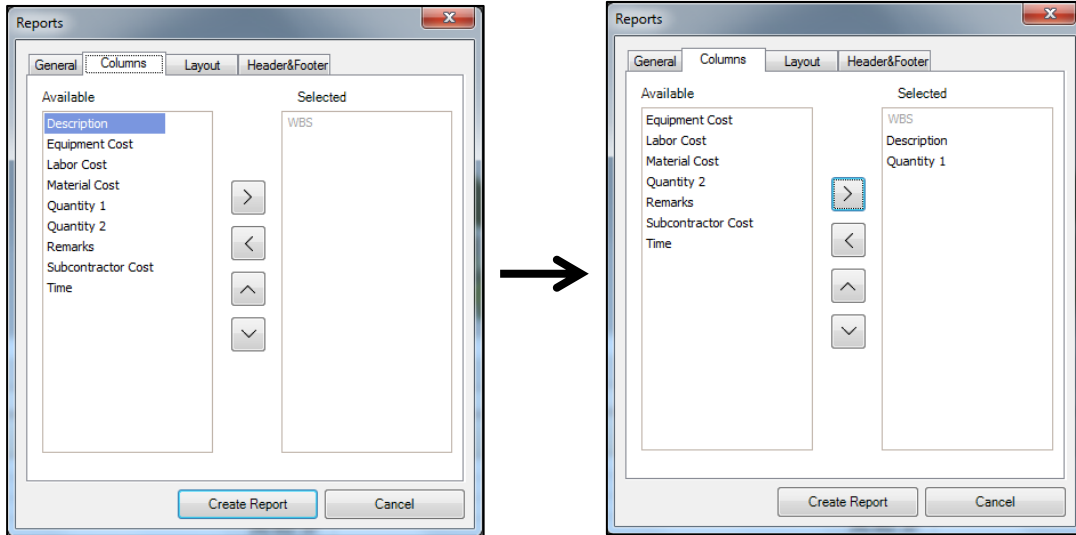 Reports
General Columns Layout Header&Footer
Available Selected
Description WBS
Equipment Cost
Labor Cost
Material Cost
Quantity 1
Quantity 2
Remarks
Subcontractor Cost
Time
Create Report Cancel
Reports
General Columns Layout Header&Footer
Available Selected
Equipment Cost WBS
Labor Cost Description
Material Cost Quantity 1
Quantity 2
Remarks
Subcontractor Cost
Time
Create Report Cancel